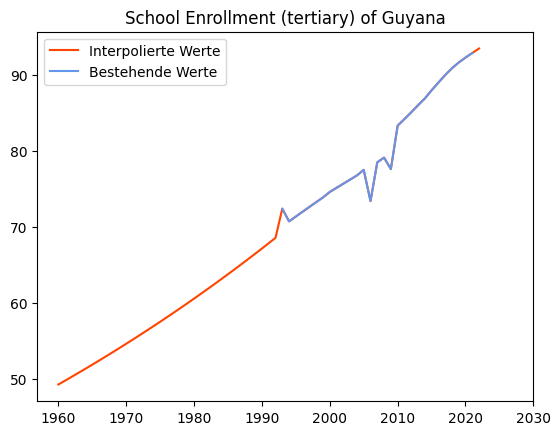 School Enrollment (tertiary) of Guyana
Interpolierte Werte
Bestehende Werte
90
80
70
60
50
1960 1970 1980 1990 2000 2010 2020 2030